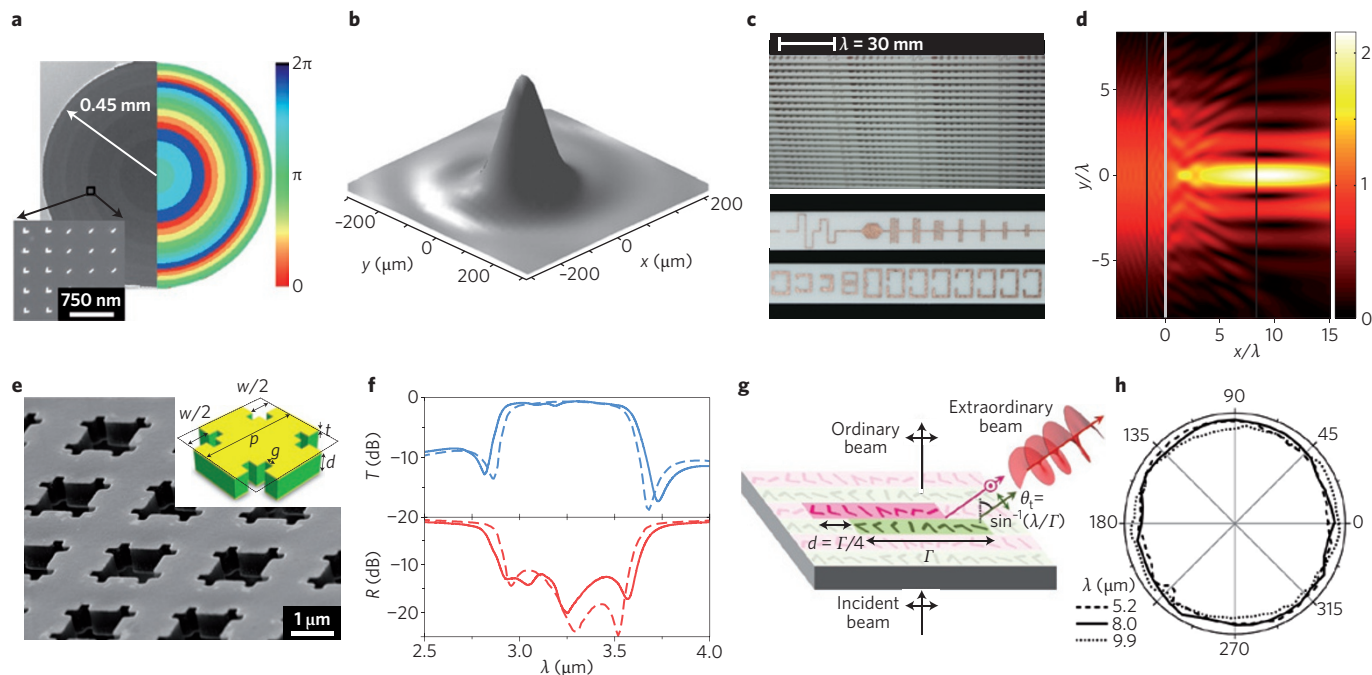 a
0.45 mm
750 nm
2π
π
0
b
−200
0
200
y (μm)
−200
0
200
x (μm)
c
λ = 30 mm
d
5
0
−5
y/λ
0
5
10
15
x/λ
2
1
0
e
w/2
w/2
p
t
g
d
1 μm
f
0
−10
−20
T (dB)
0
−10
−20
R (dB)
2.5
3.0
3.5
4.0
λ (μm)
g
Ordinary
beam
Extraordinary
beam
θt=
sin−1(λ/Γ)
d = Γ/4
Γ
Incident
beam
h
90
135
45
180
0
315
270
λ (μm)
5.2
8.0
9.9